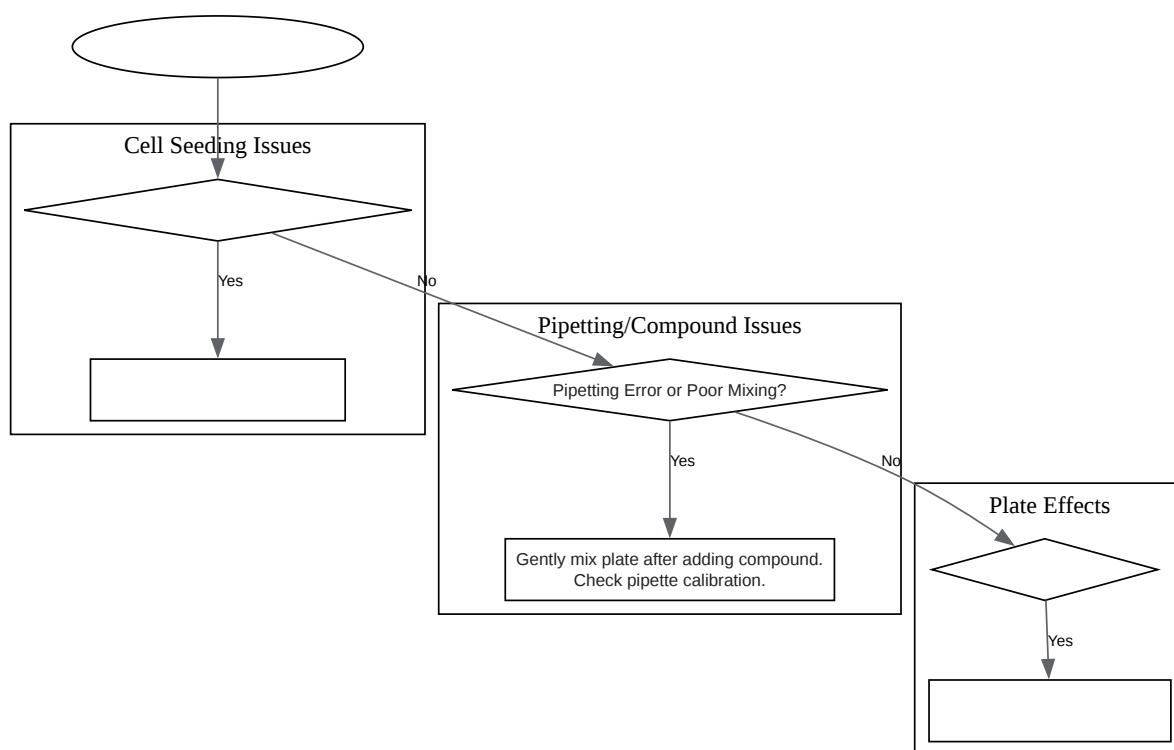 Cell Seeding Issues
Yes
No
Pipetting/Compound Issues
Pipetting Error or Poor Mixing?
Yes
No
Gently mix plate after adding compound.
Check pipette calibration.
Plate Effects
Yes